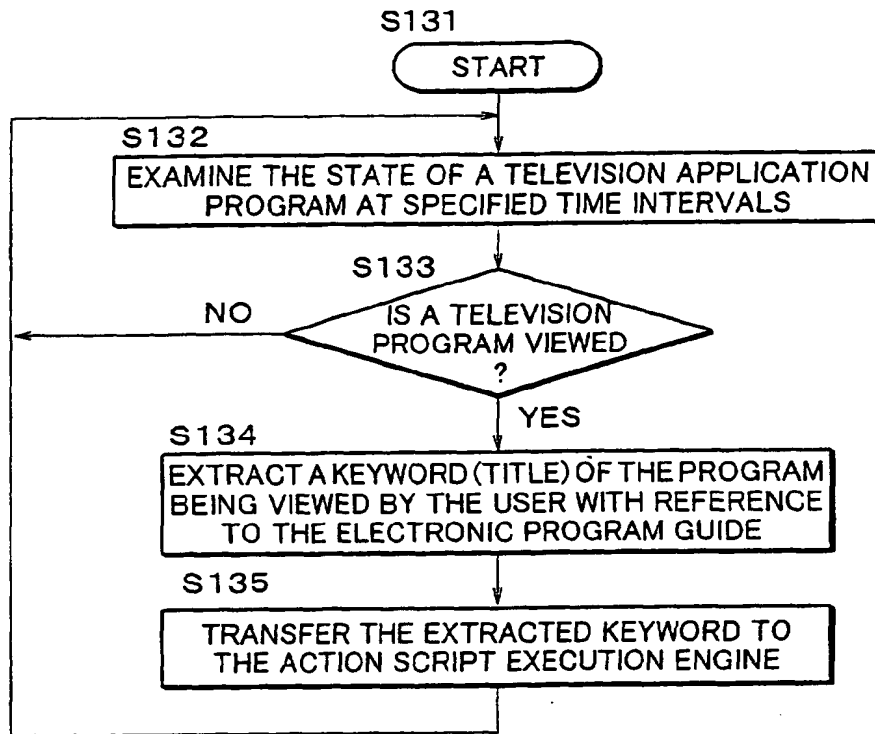 S131
START
S132
EXAMINE THE STATE OF A TELEVISION APPLICATION
PROGRAM AT SPECIFIED TIME INTERVALS
S133
NO
IS A TELEVISION
PROGRAM VIEWED
?
YES
S134
EXTRACT A KEYWORD (TITLE) OF THE PROGRAM
BEING VIEWED BY THE USER WITH REFERENCE
TO THE ELECTRONIC PROGRAM GUIDE
S135
TRANSFER THE EXTRACTED KEYWORD TO
THE ACTION SCRIPT EXECUTION ENGINE